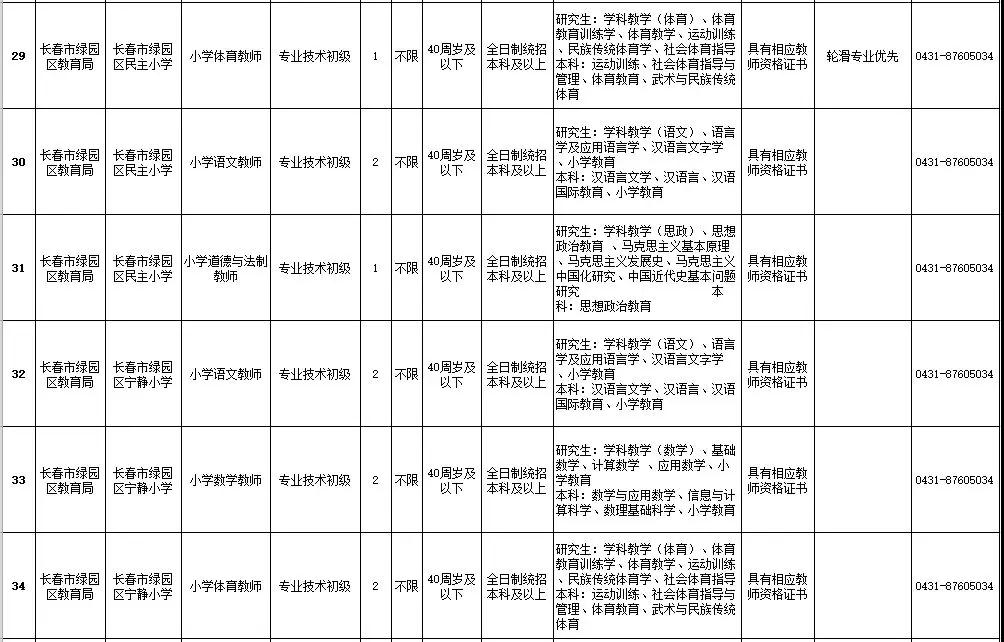 29
长春市绿园
区教育局
长春市绿园
区民主小学
小学体育教师
专业技术初级
1
不限
40周岁及
以下
全日制统招
本科及以上
研究生：学科教学（体育）、体育
教育训练学、体育教学、运动训练
、民族传统体育学、社会体育指导
本科：运动训练、社会体育指导与
管理、体育教育、武术与民族传统
体育
具有相应教
师资格证书
轮滑专业优先
0431-87605034
30
长春市绿园
区教育局
长春市绿园
区民主小学
小学语文教师
专业技术初级
2
不限
40周岁及
以下
全日制统招
本科及以上
研究生：学科教学（语文）、语言
学及应用语言学、汉语言文字学
、小学教育
本科：汉语言文学、汉语言、汉语
国际教育、小学教育
具有相应教
师资格证书
0431-87605034
31
长春市绿园
区教育局
长春市绿园
区民主小学
小学道德与法制
教师
专业技术初级
1
不限
40周岁及
以下
全日制统招
本科及以上
研究生：学科教学（思政）、思想
政治教育 、马克思主义基本原理
、马克思主义发展史、马克思主义
中国化研究、中国近代史基本问题
研究 本
科：思想政治教育
具有相应教
师资格证书
0431-87605034
32
长春市绿园
区教育局
长春市绿园
区宁静小学
小学语文教师
专业技术初级
2
不限
40周岁及
以下
全日制统招
本科及以上
研究生：学科教学（语文）、语言
学及应用语言学、汉语言文字学
、小学教育
本科：汉语言文学、汉语言、汉语
国际教育、小学教育
具有相应教
师资格证书
0431-87605034
33
长春市绿园
区教育局
长春市绿园
区宁静小学
小学数学教师
专业技术初级
2
不限
40周岁及
以下
全日制统招
本科及以上
研究生：学科教学（数学）、基础
数学、计算数学 、应用数学、小
学教育
本科：数学与应用数学、信息与计
算科学、数理基础科学、小学教育
具有相应教
师资格证书
0431-87605034
34
长春市绿园
区教育局
长春市绿园
区宁静小学
小学体育教师
专业技术初级
2
不限
40周岁及
以下
全日制统招
本科及以上
研究生：学科教学（体育）、体育
教育训练学、体育教学、运动训练
、民族传统体育学、社会体育指导
本科：运动训练、社会体育指导与
管理、体育教育、武术与民族传统
体育
具有相应教
师资格证书
0431-87605034